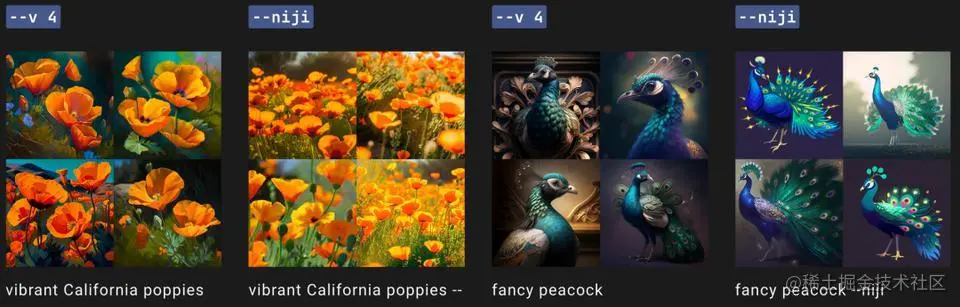 --v 4
--niji
--v 4
--niji
vibrant California poppies
vibrant California poppies --
fancy peacock
fancy peacock --niji
@稀土掘金技术社区